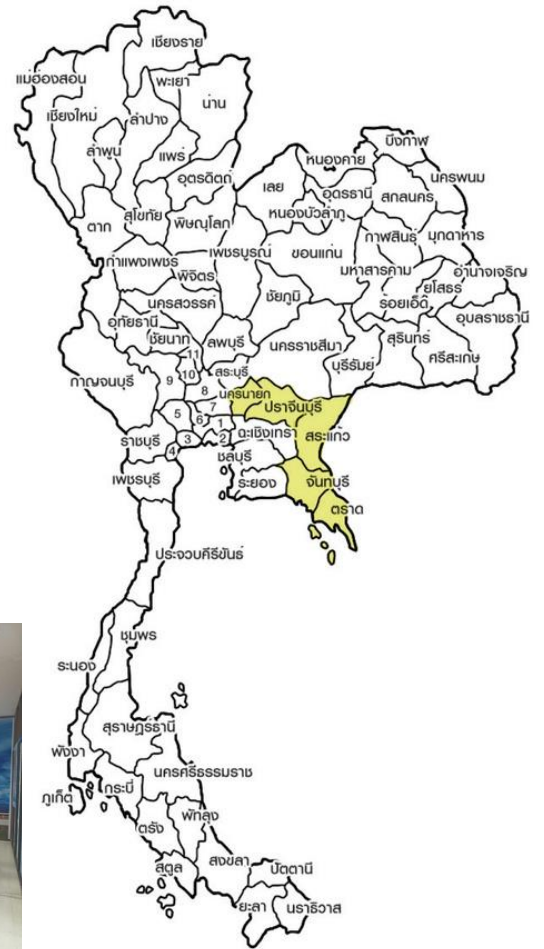 เชียงราย
แม่ฮ่องสอน
พะเยา
เชียงใหม่
ลำปาง
น่าน
ลำพูน
แพร่
อุตรดิตถ์
ตาก
สุโขทัย
พิษณุโลก
เลย
หนองคาย
บึงกาฬ
อุดรธานี
สกลนคร
นครพนม
หนองบัวลำภู
กำแพงเพชร
พิจิตร
เพชรบูรณ์
ขอนแก่น
กาฬสินธุ์
มุกดาหาร
มหาสารคาม
อำนาจเจริญ
ยโสธร
ร้อยเอ็ด
อุบลราชธานี
นครสวรรค์
ชัยภูมิ
อุทัยธานี
ชัยนาท
ลพบุรี
นครราชสีมา
บุรีรัมย์
สุรินทร์
ศรีสะเกษ
กาญจนบุรี
11
10
9
สระบุรี
8
นครนายก
7
ปราจีนบุรี
5
6
1
ฉะเชิงเทรา
สระแก้ว
ราชบุรี
3
2
4
ชลบุรี
เพชรบุรี
ระยอง
จันทบุรี
ตราด
ประจวบคีรีขันธ์
ชุมพร
ระนอง
สุราษฎร์ธานี
พังงา
นครศรีธรรมราช
ภูเก็ต
กระบี่
ตรัง
พัทลุง
สตูล
สงขลา
ปัตตานี
ยะลา
นราธิวาส